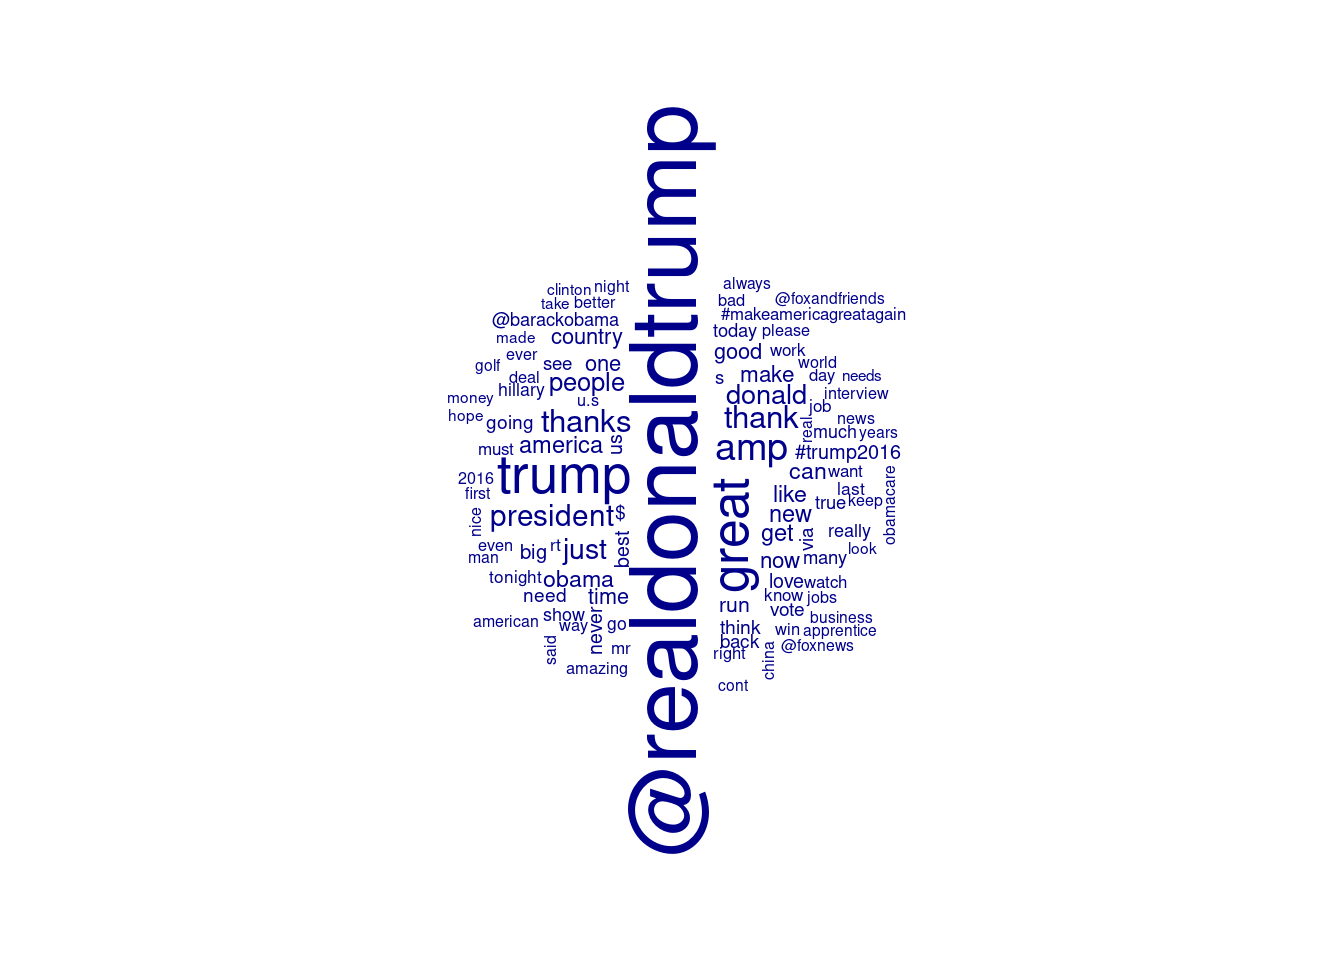 @realdonaldtrump
clinton
night
take
better
@barackobama
made
country
ever
golf
see
one
deal
people
hillary
money
u.s
hope
going
thanks
must
america
us
trump
2016
first
nice
president
$
even
man
big
rt
just
best
tonight
obama
need
time
american
show
way
never
go
said
mr
amazing
always
bad
@foxandfriends
#makeamericagreatagain
today
please
good
work
world
s
make
day
needs
donald
interview
job
thank
real
news
much
years
amp
#trump2016
can
want
great
like
last
obamacare
new
true
keep
get
via
really
now
many
look
love
watch
run
know
jobs
vote
business
think
win
apprentice
back
right
china
@foxnews
cont